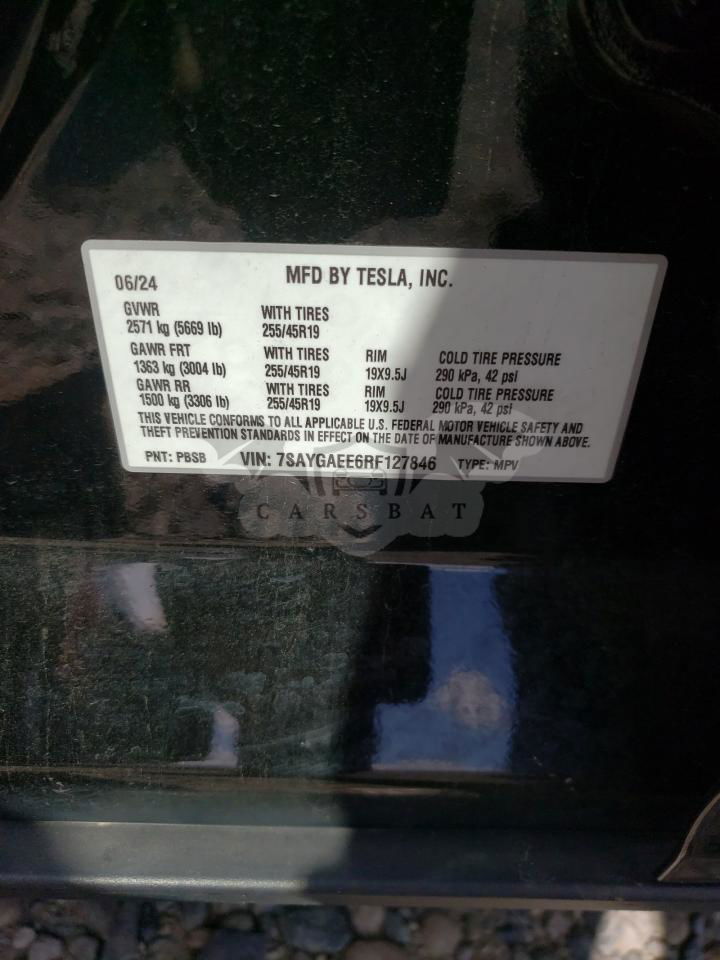 06/24 MFD BY TESLA, INC.
GVWR WITH TIRES
2571 kg (5669 lb) 255/45R19
GAWR FRT WITH TIRES RIM COLD TIRE PRESSURE
1363 kg (3004 lb) 255/45R19 19X9.5J 290 kPa, 42 psi
GAWR RR WITH TIRES RIM COLD TIRE PRESSURE
1500 kg (3306 lb) 255/45R19 19X9.5J 290 kPa, 42 psi
THIS VEHICLE CONFORMS TO ALL APPLICABLE U.S. FEDERAL MOTOR VEHICLE SAFETY AND
THEFT PREVENTION STANDARDS IN EFFECT ON THE DATE OF MANUFACTURE SHOWN ABOVE.
PNT: PBSB VIN: 7SAYGAEE6RF127846 TYPE: MPV
CARSBAT